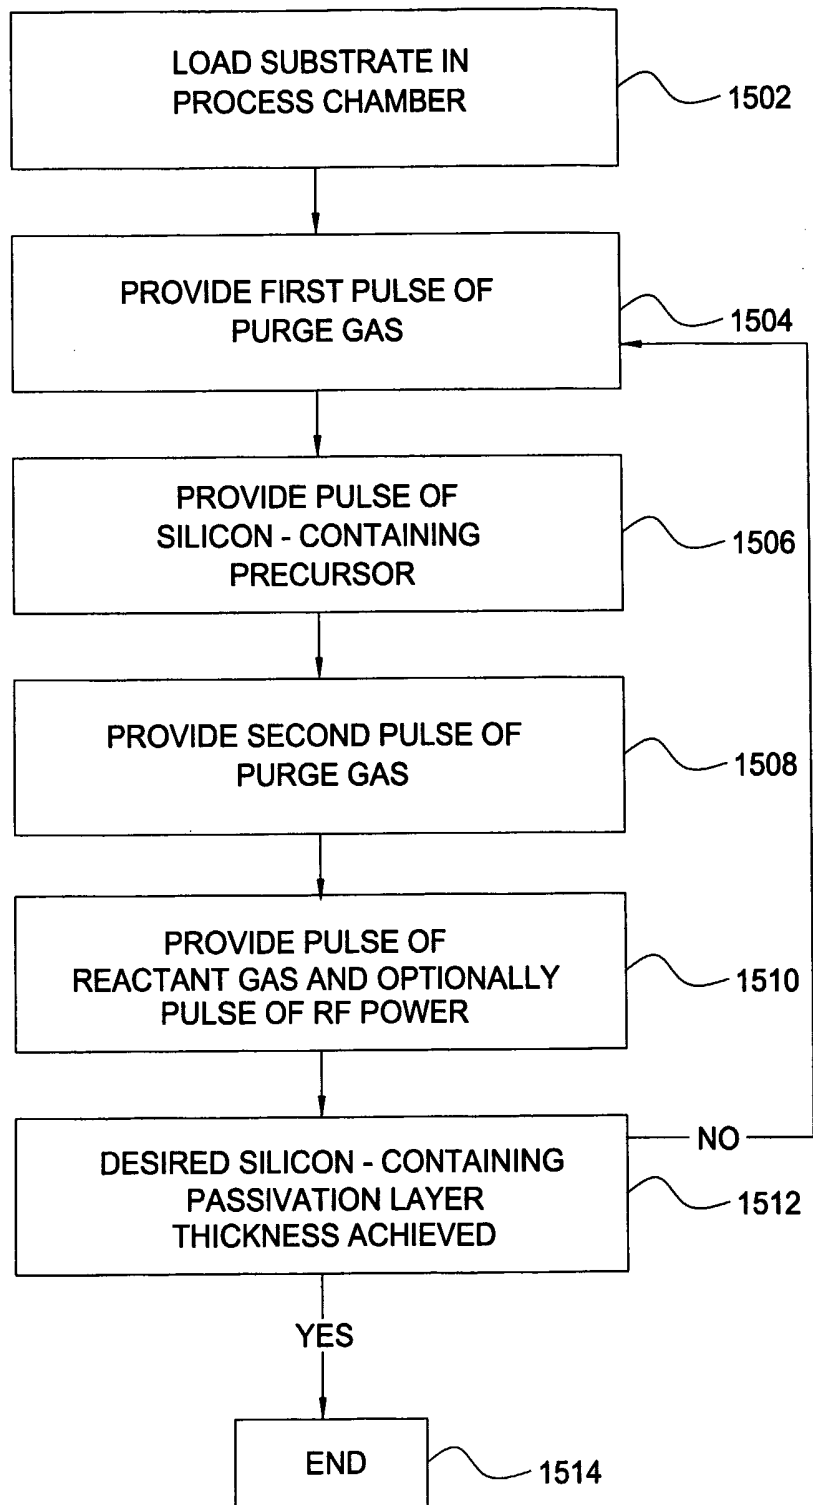 LOAD SUBSTRATE IN
PROCESS CHAMBER
1502
PROVIDE FIRST PULSE OF
PURGE GAS
1504
PROVIDE PULSE OF
SILICON - CONTAINING
PRECURSOR
1506
PROVIDE SECOND PULSE OF
PURGE GAS
1508
PROVIDE PULSE OF
REACTANT GAS AND OPTIONALLY
PULSE OF RF POWER
1510
NO
DESIRED SILICON - CONTAINING
PASSIVATION LAYER
THICKNESS ACHIEVED
1512
YES
END
1514